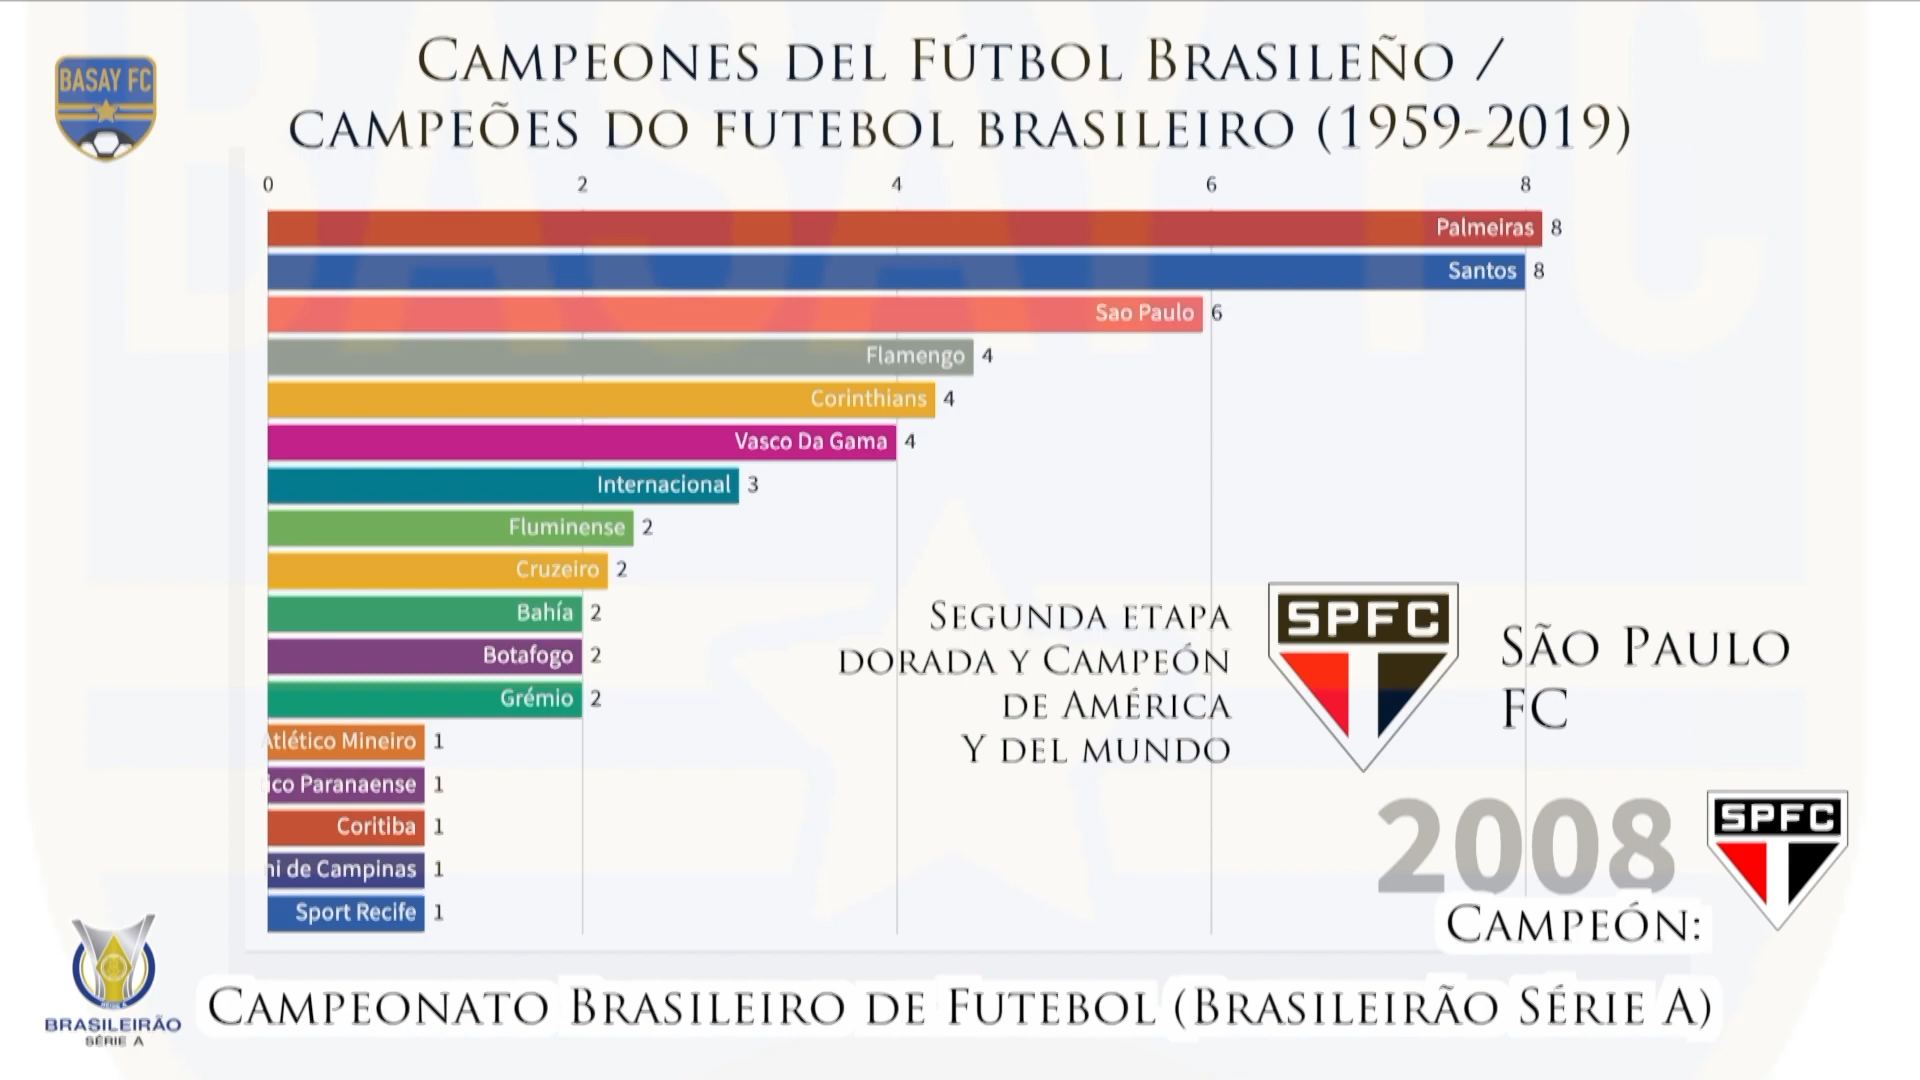 BASAY FC
CAMPEONES DEL FÚTBOL BRASILEÑO /
CAMPEÕES DO FUTEBOL BRASILEIRO (1959-2019)
0 2 4 6 8
Palmeiras 8
Santos 8
Sao Paulo 6
Flamengo 4
Corinthians 4
Vasco Da Gama 4
Internacional 3
Fluminense 2
Cruzeiro 2
Bahía 2
Botafogo 2
Grémio 2
Atlético Mineiro 1
ico Paranaense 1
Coritiba 1
ni de Campinas 1
Sport Recife 1
SEGUNDA ETAPA
DORADA Y CAMPEÓN
DE AMÉRICA
Y DEL MUNDO
SPFC
SÃO PAULO
FC
2008
SPFC
CAMPEÓN:
BRASILEIRÃO
SÉRIE A
CAMPEONATO BRASILEIRO DE FUTEBOL (BRASILEIRÃO SÉRIE A)